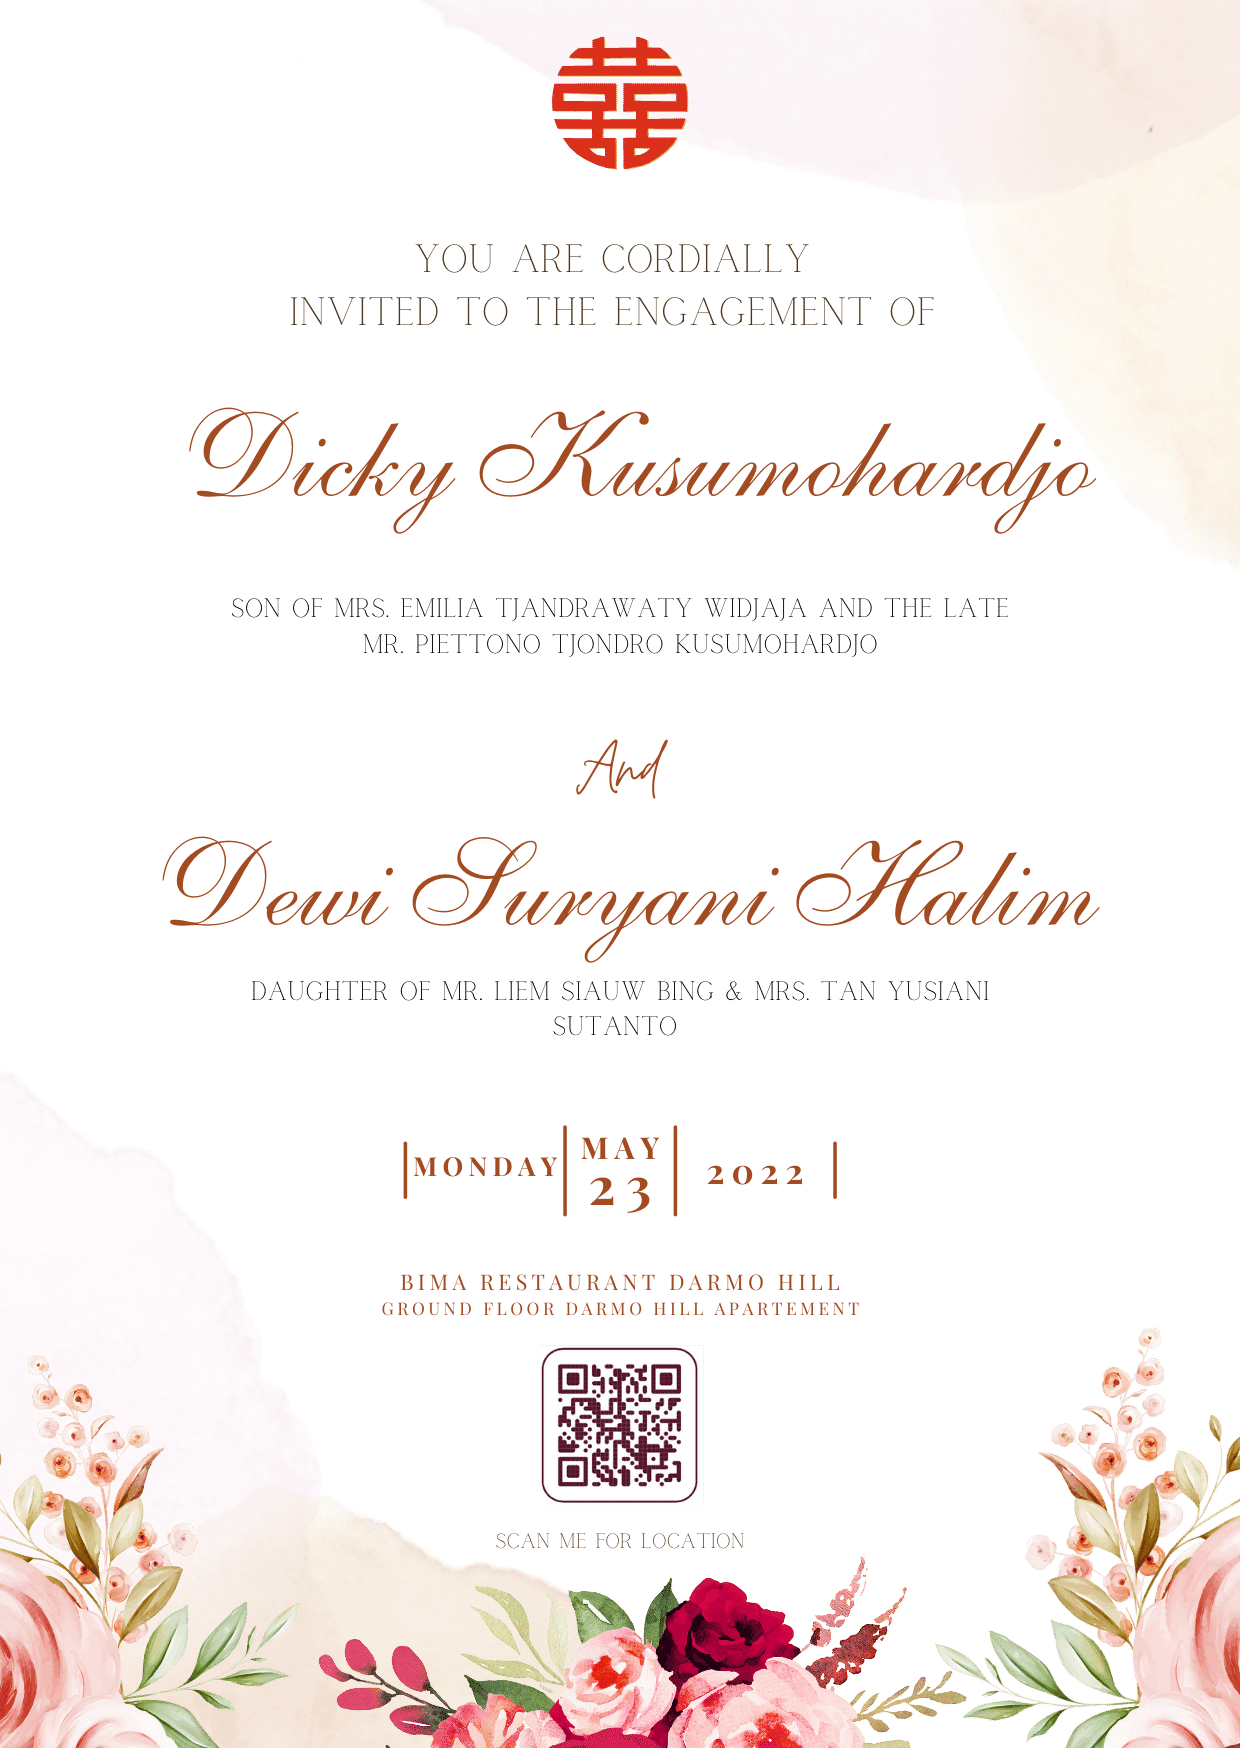 囍
YOU ARE CORDIALLY
INVITED TO THE ENGAGEMENT OF
Dicky Kusumohardjo
SON OF MRS. EMILIA TJANDRAWATY WIDJAJA AND THE LATE
MR. PIETTONO TJONDRO KUSUMOHARDJO
And
Dewi Suryani Halim
DAUGHTER OF MR. LIEM SIAUW BING & MRS. TAN YUSIANI
SUTANTO
MONDAY
MAY
23
2022
BIMA RESTAURANT DARMO HILL
GROUND FLOOR DARMO HILL APARTEMENT
SCAN ME FOR LOCATION